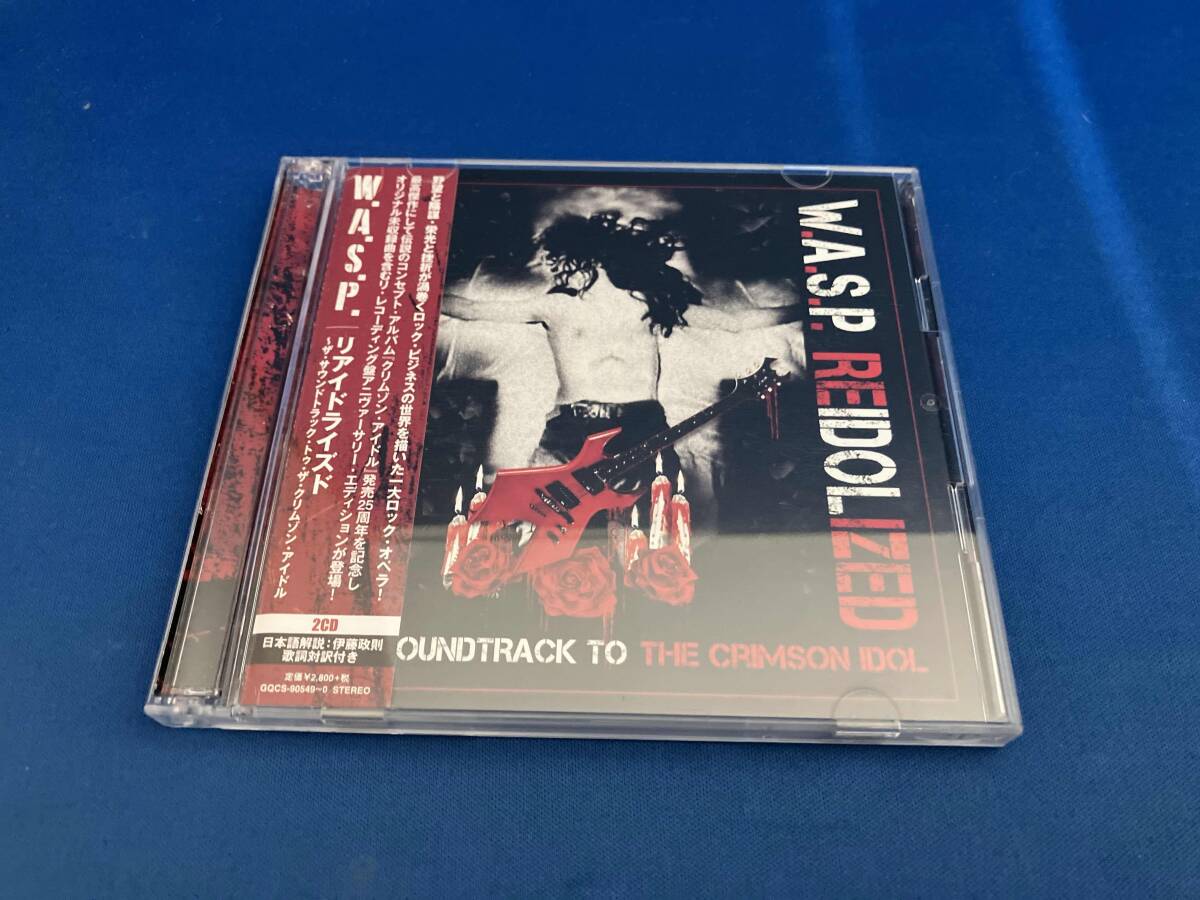 W.A.S.P.
リアイドライズド
~ザ・サウンドトラック・トゥ・ザ・クリムゾン・アイドル
野望と陰謀・栄光と挫折が渦巻くロック・ビジネスの世界を描いた一大ロック・オペラ!
最高傑作にして伝説のコンセプト・アルバム『クリムゾン・アイドル』発売25周年を記念し
オリジナル未収録曲を含むリ・レコーディング盤アニヴァーサリー・エディションが登場!
2CD
日本語解説:伊藤政則
歌詞対訳付き
定価¥2,800+税
GQCS-90549~0 STEREO
W.A.S.P. REIDOLIZED
OUNDTRACK TO THE CRIMSON IDOL